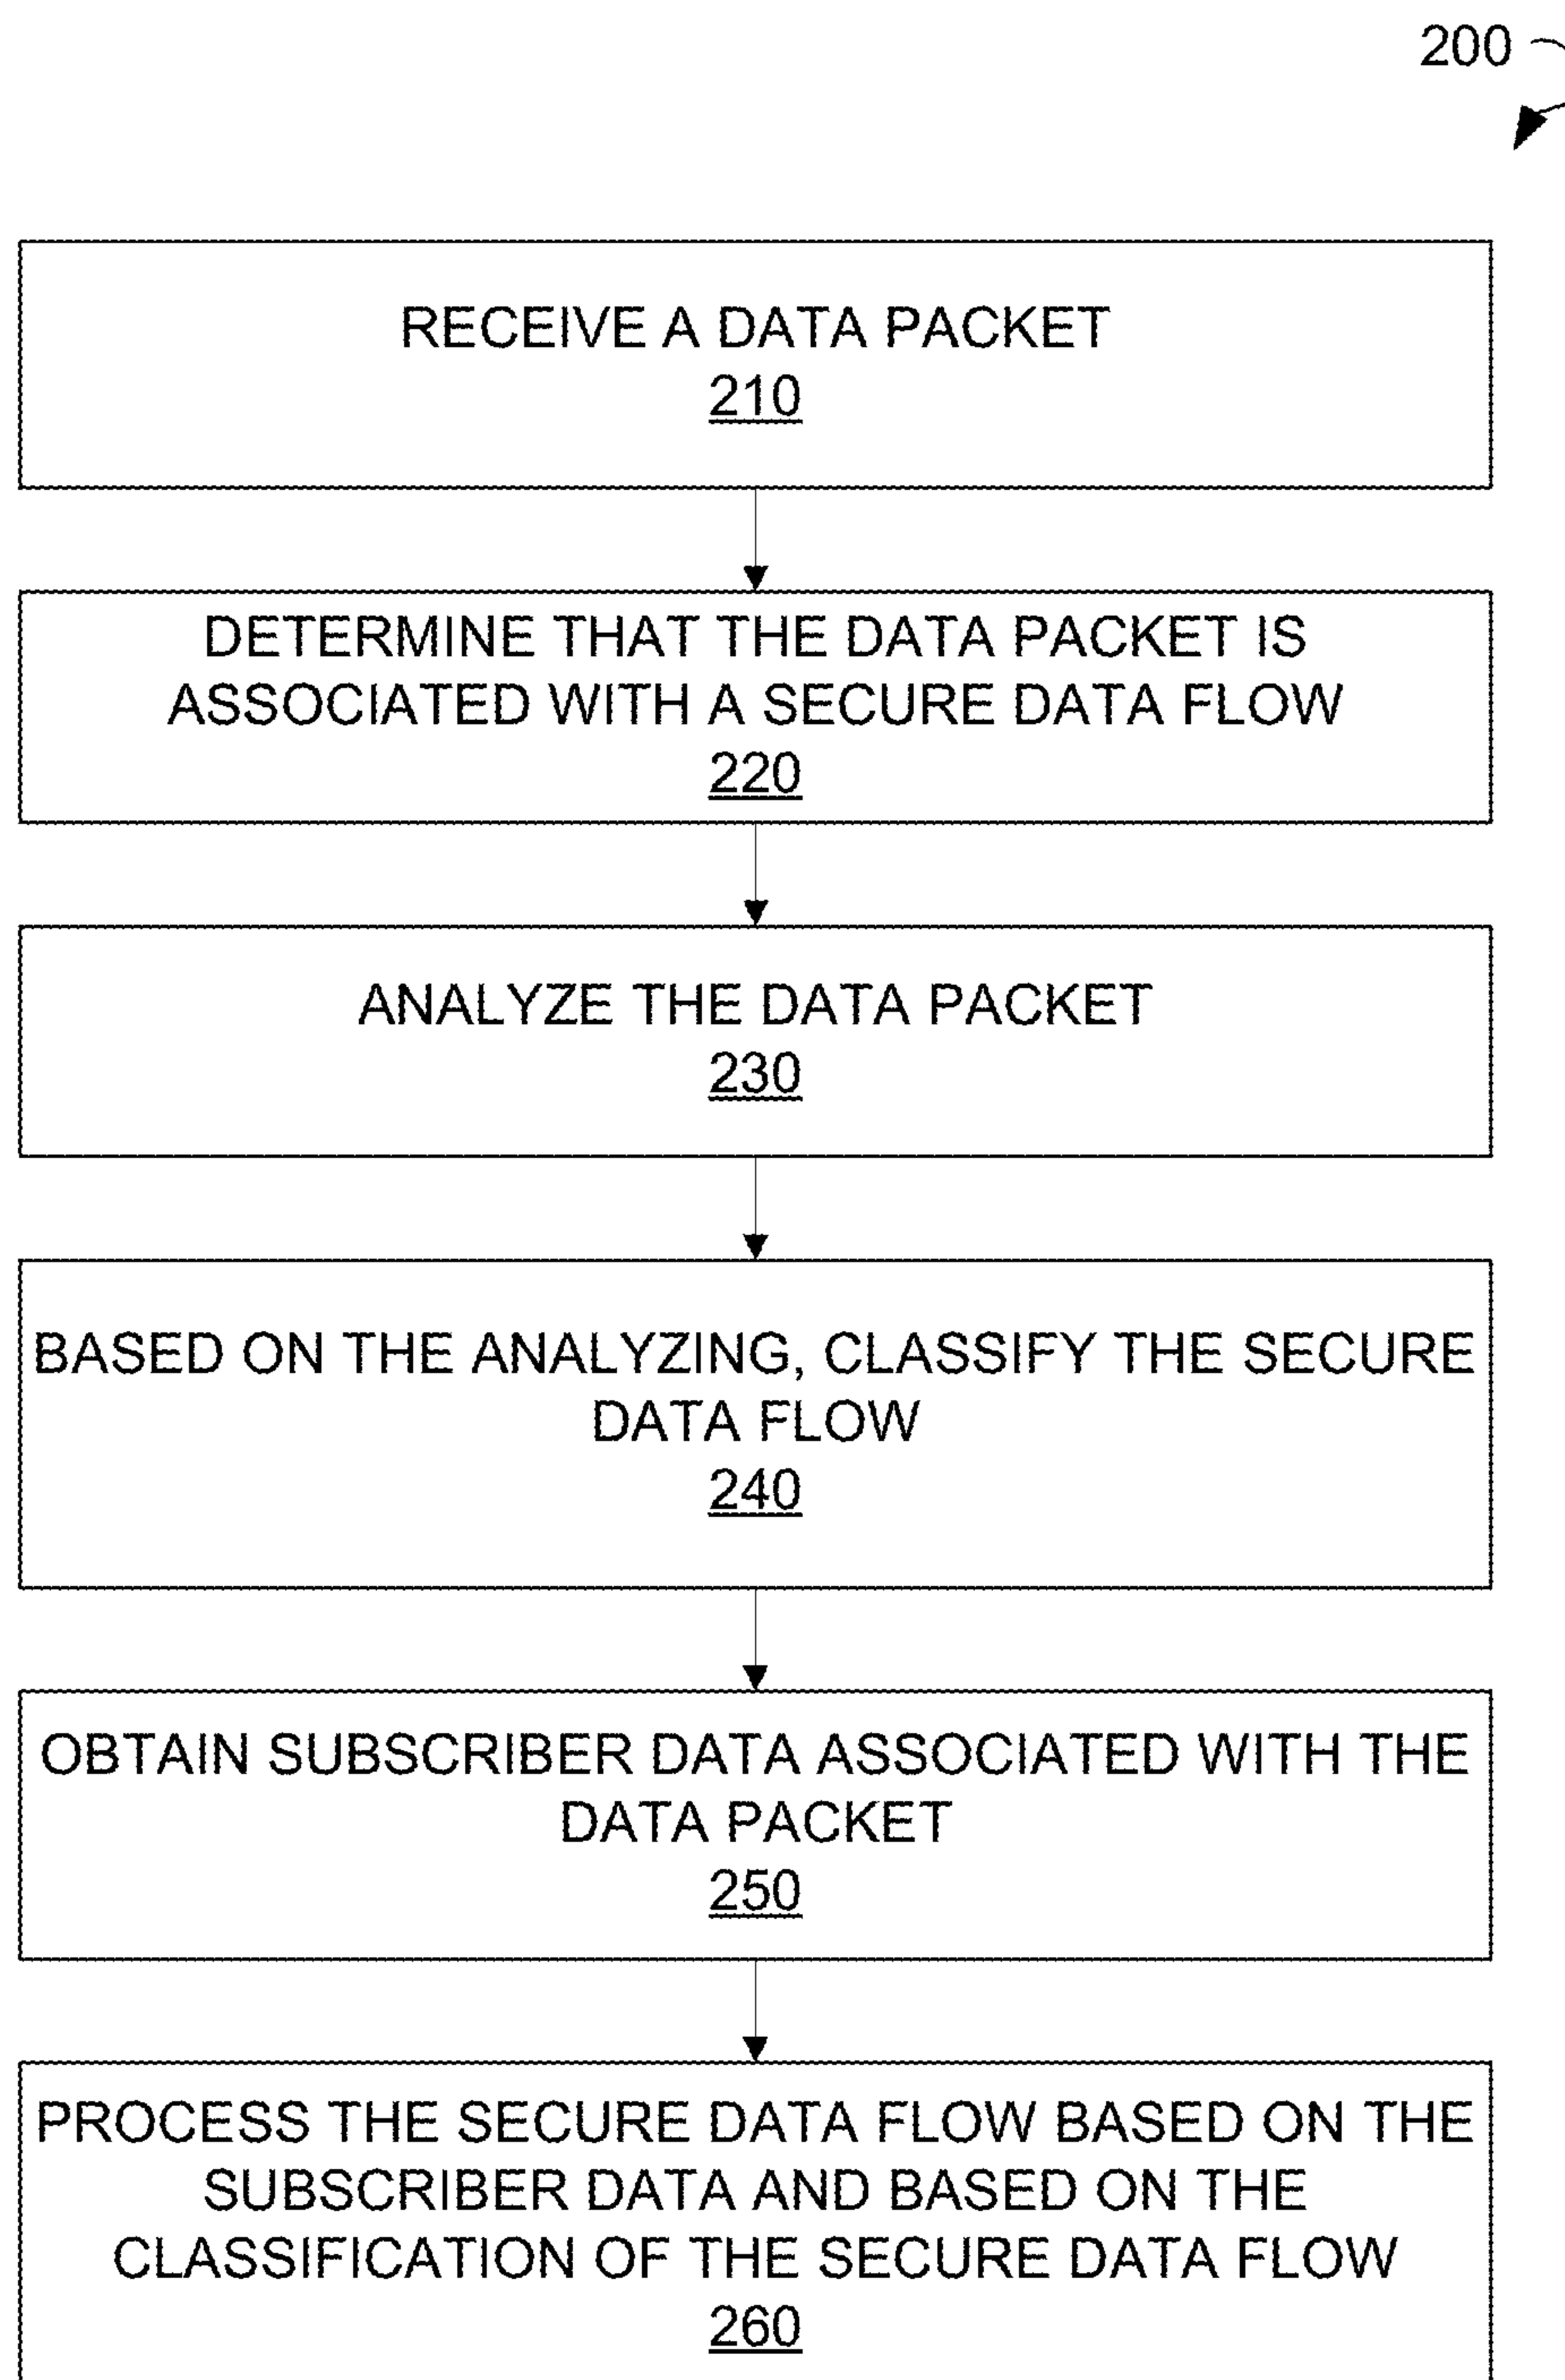 200
RECEIVE A DATA PACKET
210
DETERMINE THAT THE DATA PACKET IS
ASSOCIATED WITH A SECURE DATA FLOW
220
ANALYZE THE DATA PACKET
230
BASED ON THE ANALYZING, CLASSIFY THE SECURE
DATA FLOW
240
OBTAIN SUBSCRIBER DATA ASSOCIATED WITH THE
DATA PACKET
250
PROCESS THE SECURE DATA FLOW BASED ON THE
SUBSCRIBER DATA AND BASED ON THE
CLASSIFICATION OF THE SECURE DATA FLOW
260